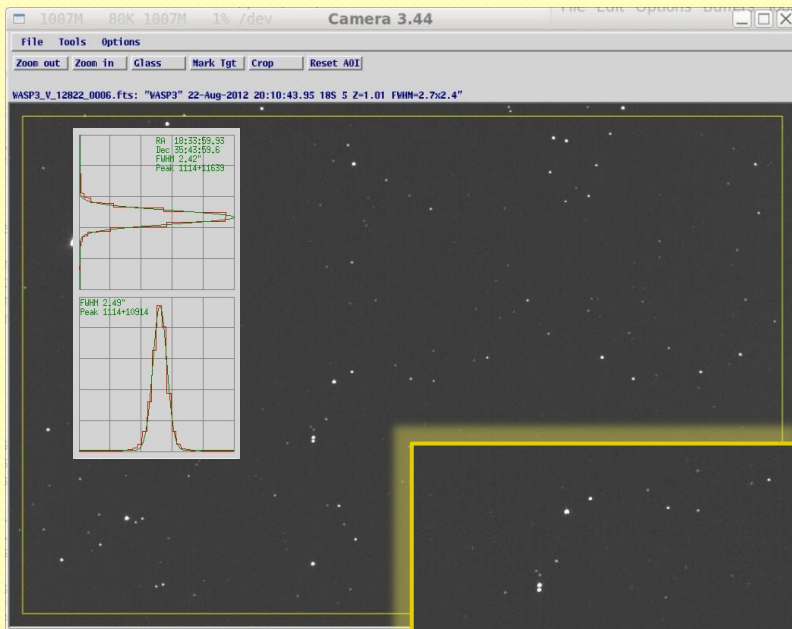 1007M 80K 1007M 1% /dev Camera 3.44
File Edit Options Buffers
File Tools Options
Zoom out Zoom in Glass Mark Tgt Crop Reset AOI
WASP3_V_12822_0006.fts: "WASP3" 22-Aug-2012 20:10:43.95 18S 5 Z=1.01 FWHM=2.7x2.4"
RA 18:33:59.93
Dec 35:43:59.6
FWHM 2.42"
Peak 1114+11639
FWHM 2.49"
Peak 1114+10914